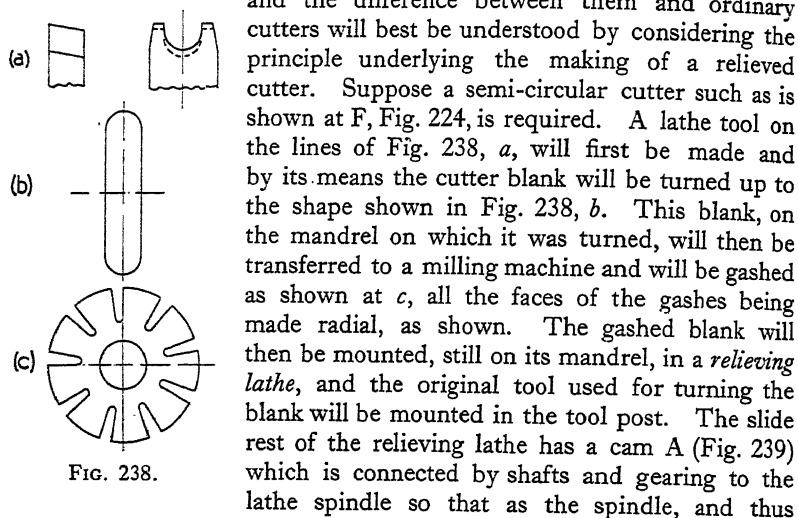 and the difference between them and ordinary
cutters will best be understood by considering the
principle underlying the making of a relieved
cutter. Suppose a semi-circular cutter such as is
shown at F, Fig. 224, is required. A lathe tool on
the lines of Fig. 238, a, will first be made and
by its means the cutter blank will be turned up to
the shape shown in Fig. 238, b. This blank, on
the mandrel on which it was turned, will then be
transferred to a milling machine and will be gashed
as shown at c, all the faces of the gashes being
made radial, as shown. The gashed blank will
then be mounted, still on its mandrel, in a relieving
lathe, and the original tool used for turning the
blank will be mounted in the tool post. The slide
rest of the relieving lathe has a cam A (Fig. 239)
which is connected by shafts and gearing to the
lathe spindle so that as the spindle, and thus
(a)
(b)
(c)
FIG. 238.